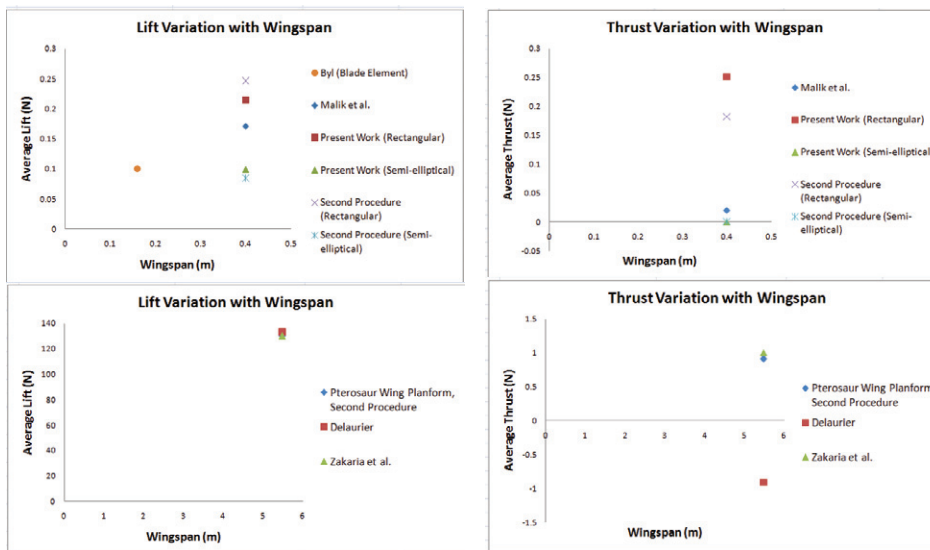 Lift Variation with Wingspan
0.3
0.25
0.2
0.15
0.1
0.05
0
Average Lift (N)
0 0.1 0.2 0.3 0.4 0.5
Wingspan (m)
Byl (Blade Element)
Malik et al.
Present Work (Rectangular)
Present Work (Semi-elliptical)
Second Procedure
(Rectangular)
Second Procedure (Semi-
elliptical)
Thrust Variation with Wingspan
0.3
0.25
0.2
0.15
0.1
0.05
0
-0.05
Average Thrust (N)
0 0.1 0.2 0.3 0.4 0.5
Wingspan (m)
Malik et al.
Present Work (Rectangular)
Present Work (Semi-elliptical)
Second Procedure
(Rectangular)
Second Procedure (Semi-
elliptical)
Lift Variation with Wingspan
140
120
100
80
60
40
20
0
Average Lift (N)
0 1 2 3 4 5 6
Wingspan (m)
Pterosaur Wing Planform,
Second Procedure
Delaurier
Zakaria et al.
Thrust Variation with Wingspan
1.5
1
0.5
0
-0.5
-1
-1.5
Average Thrust (N)
0 1 2 3 4 5 6
Wingspan (m)
Pterosaur Wing Planform,
Second Procedure
Delaurier
Zakaria et al.